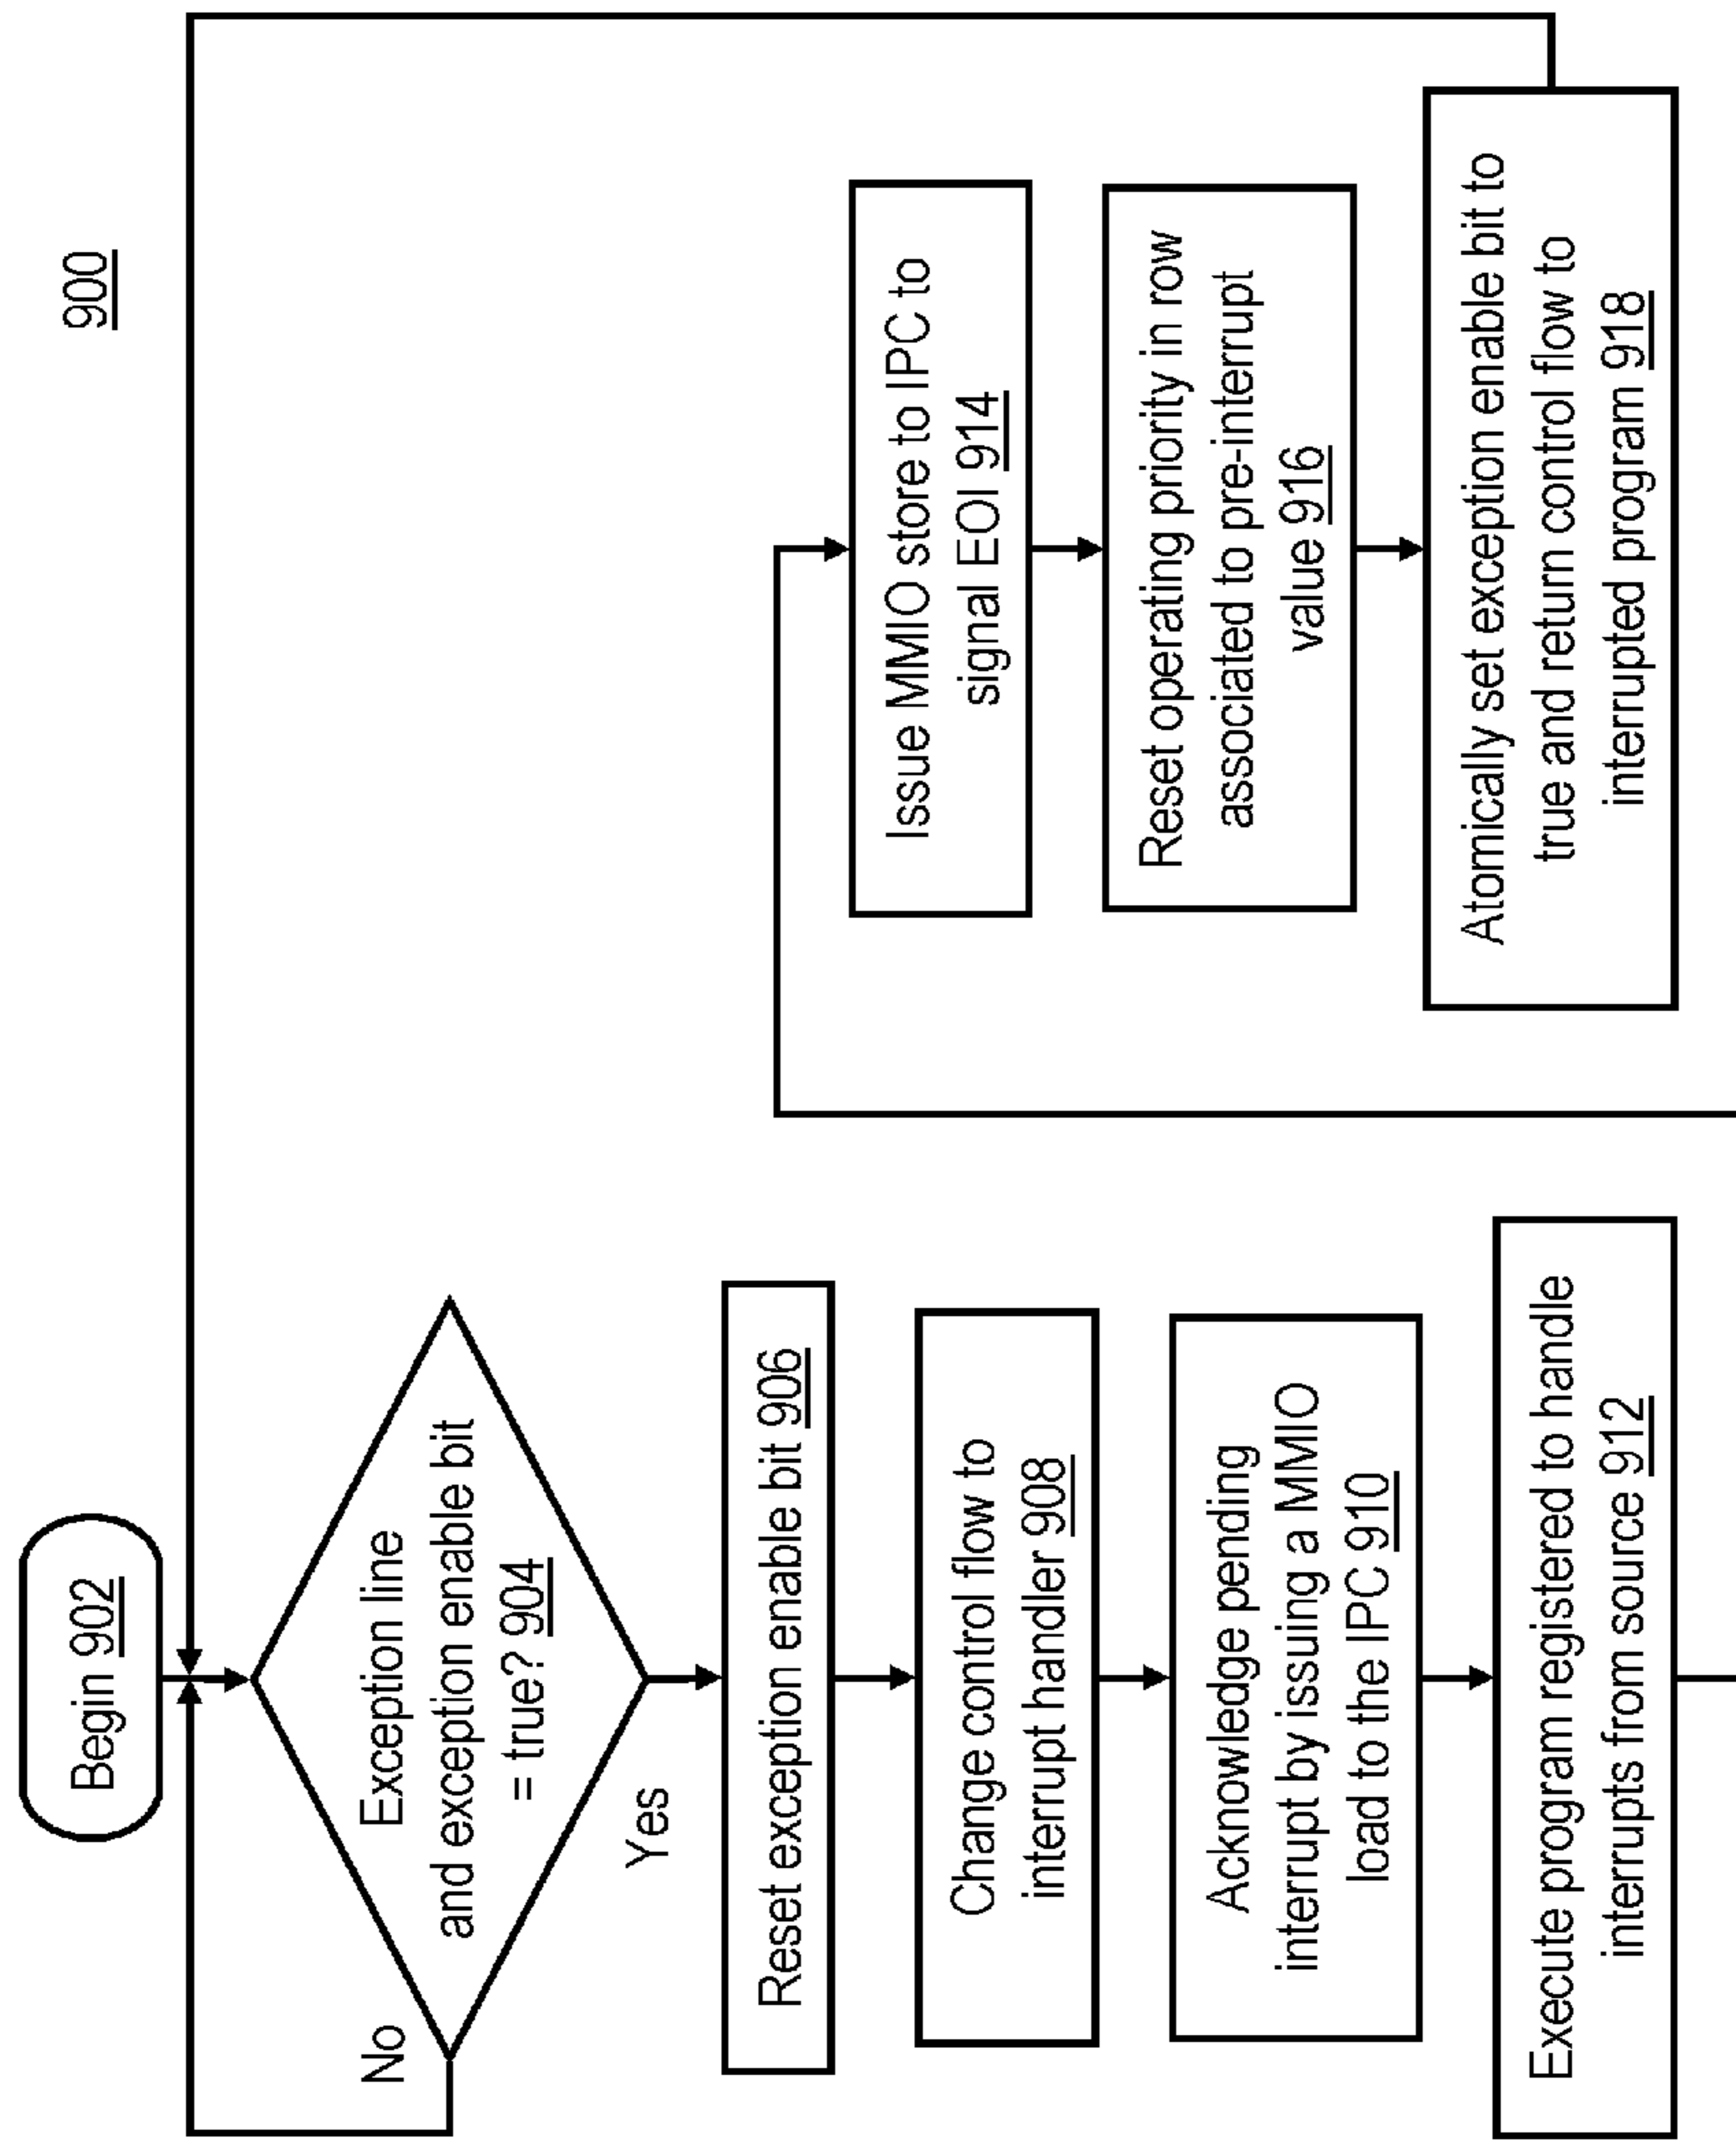 900
Begin 902
Exception line
and exception enable bit
= true? 904
No
Yes
Reset exception enable bit 906
Change control flow to
interrupt handler 908
Acknowledge pending
interrupt by issuing a MMIO
load to the IPC 910
Execute program registered to handle
interrupts from source 912
Issue MMIO store to IPC to
signal EOI 914
Reset operating priority in row
associated to pre-interrupt
value 916
Atomically set exception enable bit to
true and return control flow to
interrupted program 918